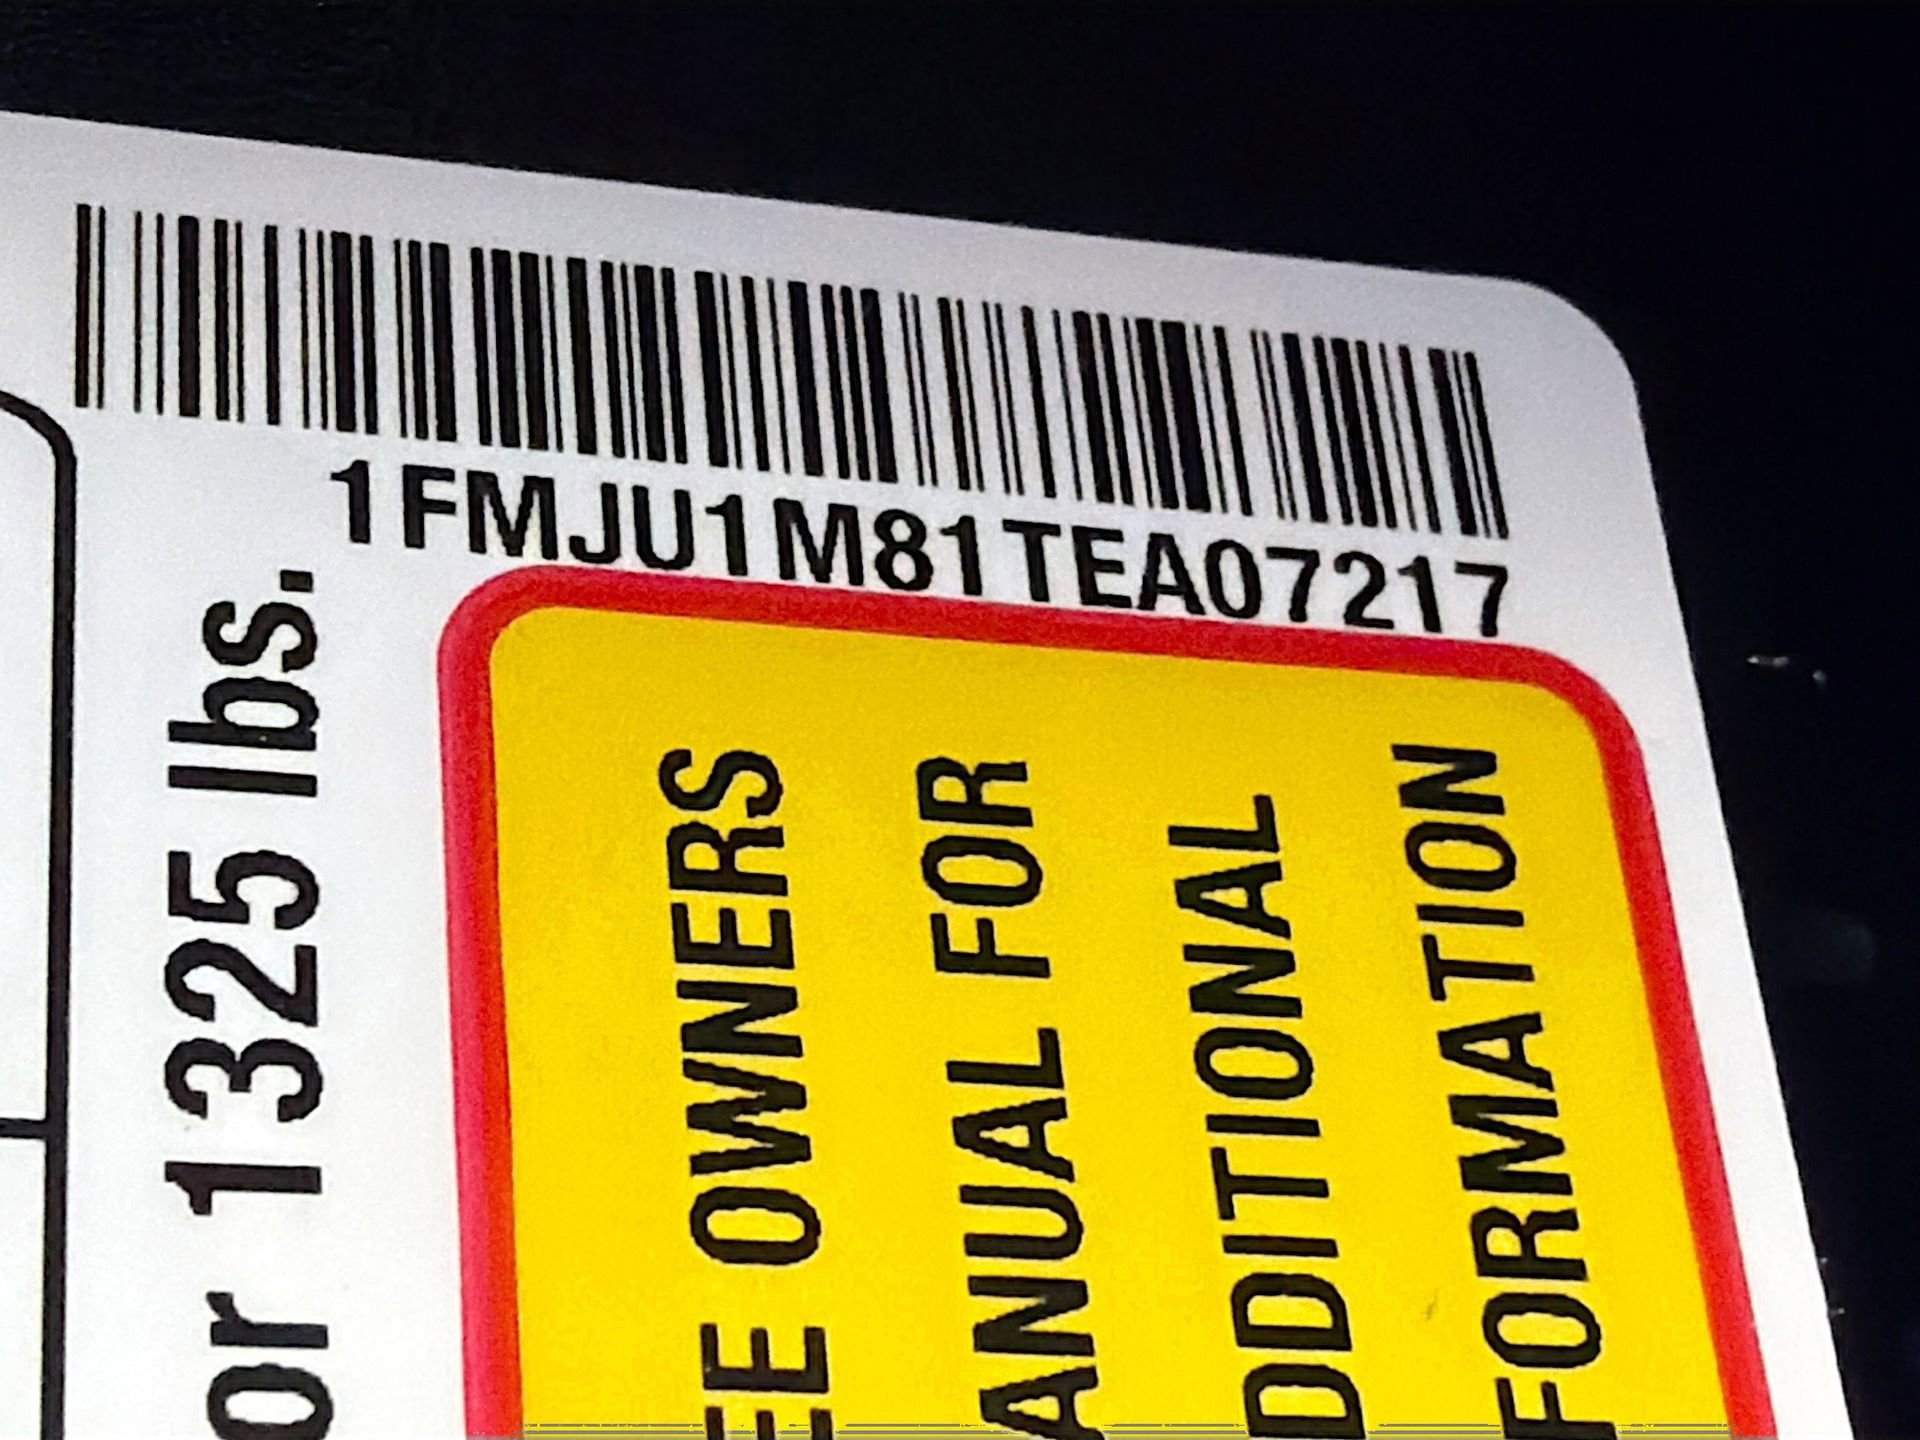 1FMJU1M81TEA07217
or 1325 lbs.
EE OWNERS
ANUAL FOR
DDITIONAL
FORMATION